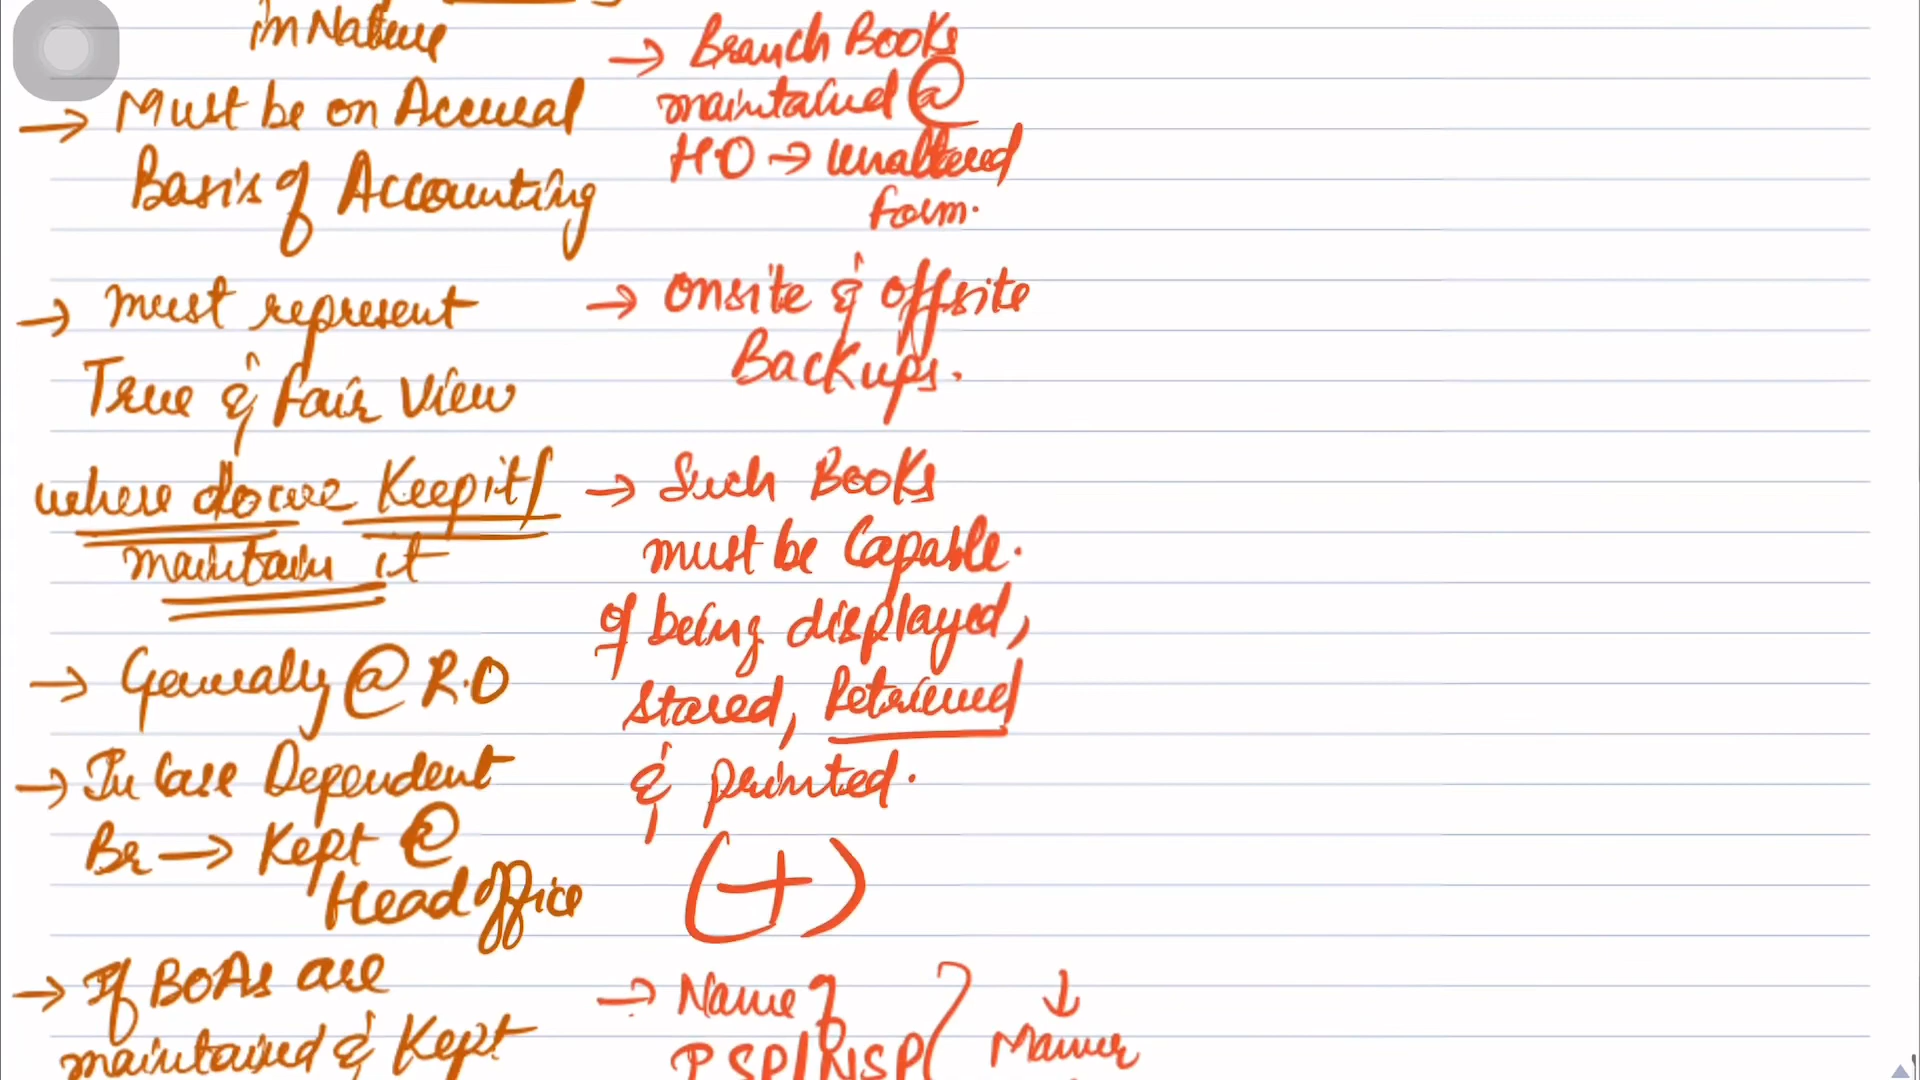 in Nature
→ Must be on Accrual
Basis of Accounting
→ must represent
True & fair View
where do we Keep it/
maintain it
→ Generally @ R.O
→ In Case Dependent
Br → Kept @
Head office
→ If BOAs are
maintained & Kept
→ Branch Books
maintained @
H.O → unaltered
form.
→ Onsite & offsite
Backups.
→ Such Books
must be Capable.
of being displayed,
stored, Retrieved
& printed.
(+)
→ Name of
PSP/
↓
Manner